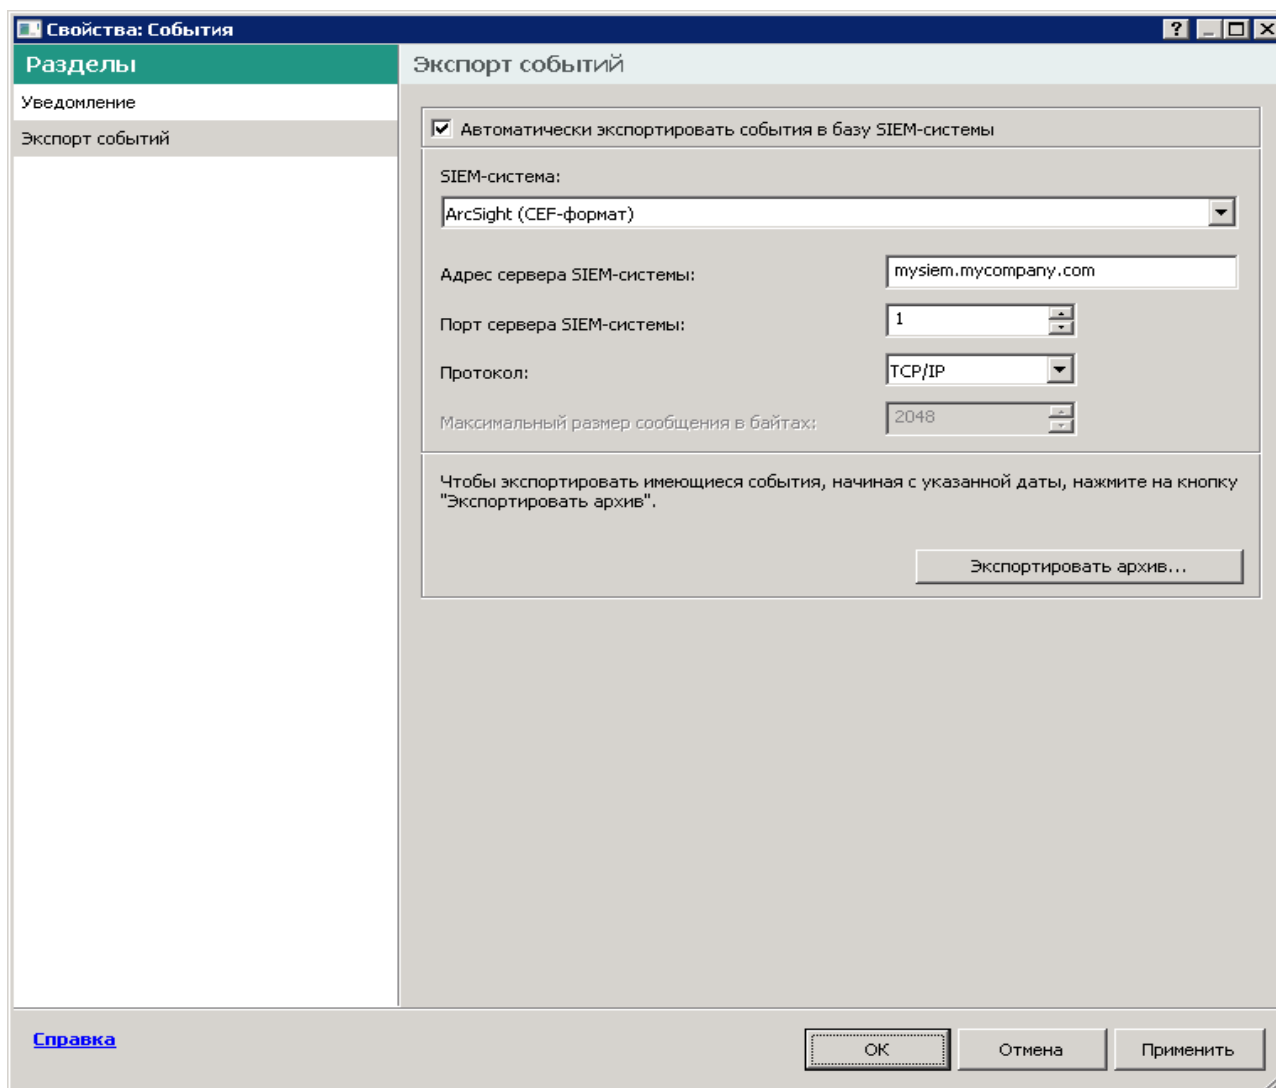 Свойства: События
Разделы
Уведомление
Экспорт событий
Экспорт событий
Автоматически экспортировать события в базу SIEM-системы
SIEM-система:
ArcSight (CEF-формат)
Адрес сервера SIEM-системы:
mysiem.mycompany.com
Порт сервера SIEM-системы:
1
Протокол:
TCP/IP
Максимальный размер сообщения в байтах:
2048
Чтобы экспортировать имеющиеся события, начиная с указанной даты, нажмите на кнопку
"Экспортировать архив".
Экспортировать архив...
Справка
ОК
Отмена
Применить